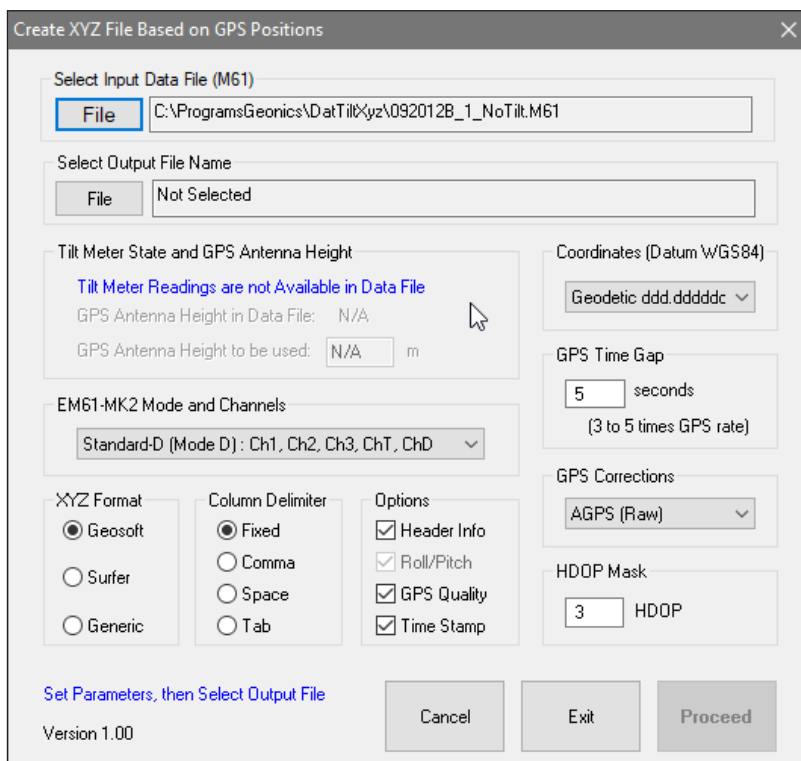 Create XYZ File Based on GPS Positions
Select Input Data File (M61)
File
C:\ProgramsGeonics\DatTiltXyz\092012B_1_NoTilt.M61
Select Output File Name
File
Not Selected
Tilt Meter State and GPS Antenna Height
Tilt Meter Readings are not Available in Data File
GPS Antenna Height in Data File: N/A
GPS Antenna Height to be used: N/A m
Coordinates (Datum WGS84)
Geodetic ddd.dddddc
GPS Time Gap
5 seconds
(3 to 5 times GPS rate)
EM61-MK2 Mode and Channels
Standard-D (Mode D) : Ch1, Ch2, Ch3, ChT, ChD
GPS Corrections
AGPS (Raw)
XYZ Format
Geosoft
Surfer
Generic
Column Delimiter
Fixed
Comma
Space
Tab
Options
Header Info
Roll/Pitch
GPS Quality
Time Stamp
HDOP Mask
3 HDOP
Set Parameters, then Select Output File
Version 1.00
Cancel
Exit
Proceed